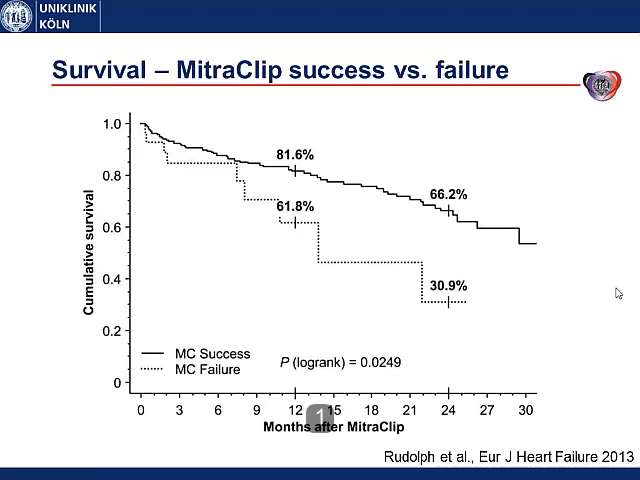 UNIKLINIK
KÖLN
Survival – MitraClip success vs. failure
Cumulative survival
1.0
0.8
0.6
0.4
0.2
0
81.6%
66.2%
61.8%
30.9%
MC Success
MC Failure
P (logrank) = 0.0249
0 3 6 9 12 15 18 21 24 27 30
1
Months after MitraClip
Rudolph et al., Eur J Heart Failure 2013